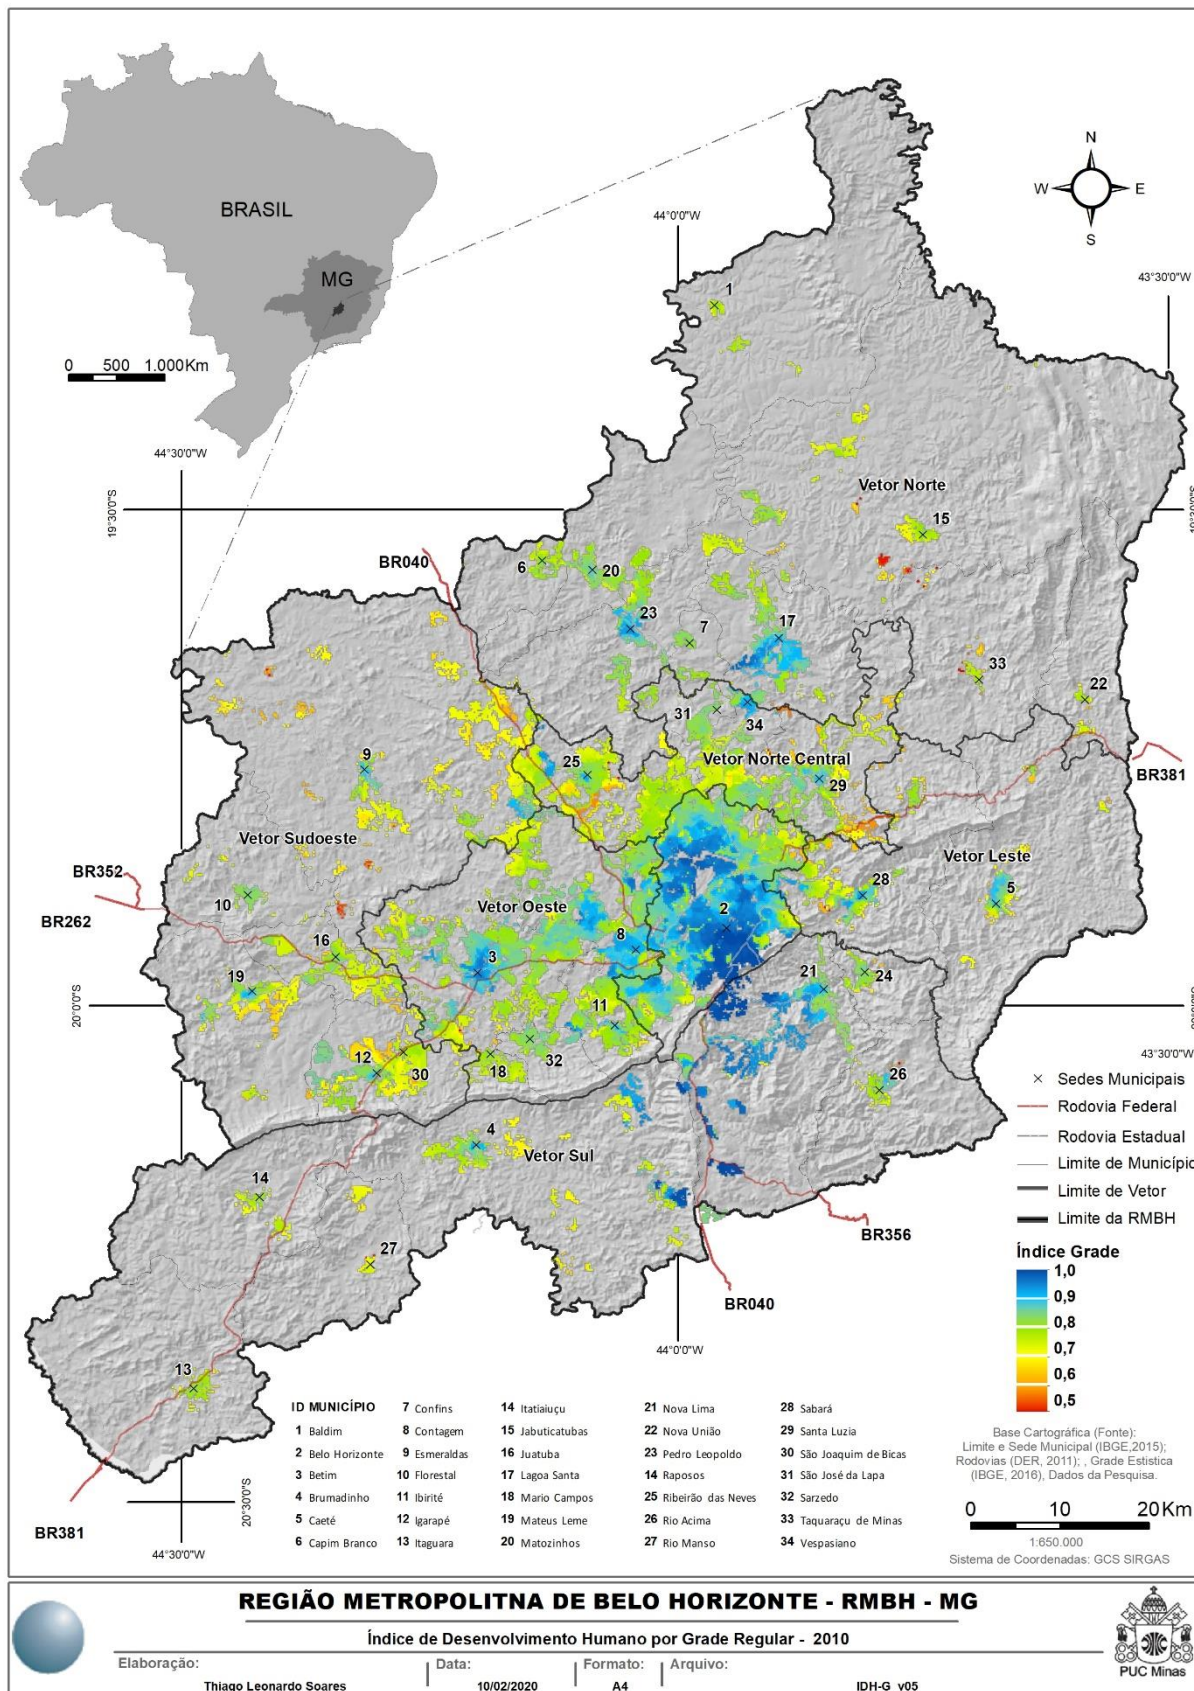 BRASIL
MG
0 500 1.000Km
N
W E
S
44°0'0"W
43°30'0"W
44°30'0"W
19°30'0"S
19°30'0"S
1
Vetor Norte
15
BR040
6
20
23
7
17
33
22
31
34
9
25
Vetor Norte Central
29
BR381
Vetor Sudoeste
Vetor Leste
BR352
10
Vetor Oeste
28
5
BR262
2
16
8
3
19
21
24
20°0'0"S
11
43°30'0"W
12
32
30
18
26
4
Vetor Sul
14
27
BR356
BR040
44°0'0"W
13
BR381
20°30'0"S
44°30'0"W
Sedes Municipais
Rodovia Federal
Rodovia Estadual
Limite de Município
Limite de Vetor
Limite da RMBH
Índice Grade
1,0
0,9
0,8
0,7
0,6
0,5
ID MUNICÍPIO
1 Baldim
2 Belo Horizonte
3 Betim
4 Brumadinho
5 Caeté
6 Capim Branco
7 Confins
8 Contagem
9 Esmeraldas
10 Florestal
11 Ibirité
12 Igarapé
13 Itaguara
14 Itatiaiuçu
15 Jabuticatubas
16 Juatuba
17 Lagoa Santa
18 Mario Campos
19 Mateus Leme
20 Matozinhos
21 Nova Lima
22 Nova União
23 Pedro Leopoldo
14 Raposos
25 Ribeirão das Neves
26 Rio Acima
27 Rio Manso
28 Sabará
29 Santa Luzia
30 São Joaquim de Bicas
31 São José da Lapa
32 Sarzedo
33 Taquaraçu de Minas
34 Vespasiano
Base Cartográfica (Fonte):
Limite e Sede Municipal (IBGE,2015);
Rodovias (DER, 2011); , Grade Estistica
(IBGE, 2016), Dados da Pesquisa.
0 10 20Km
1:650.000
Sistema de Coordenadas: GCS SIRGAS
REGIÃO METROPOLITNA DE BELO HORIZONTE - RMBH - MG
Índice de Desenvolvimento Humano por Grade Regular - 2010
Elaboração:
Thiago Leonardo Soares
Data:
10/02/2020
Formato:
A4
Arquivo:
IDH-G_v05
PUC Minas